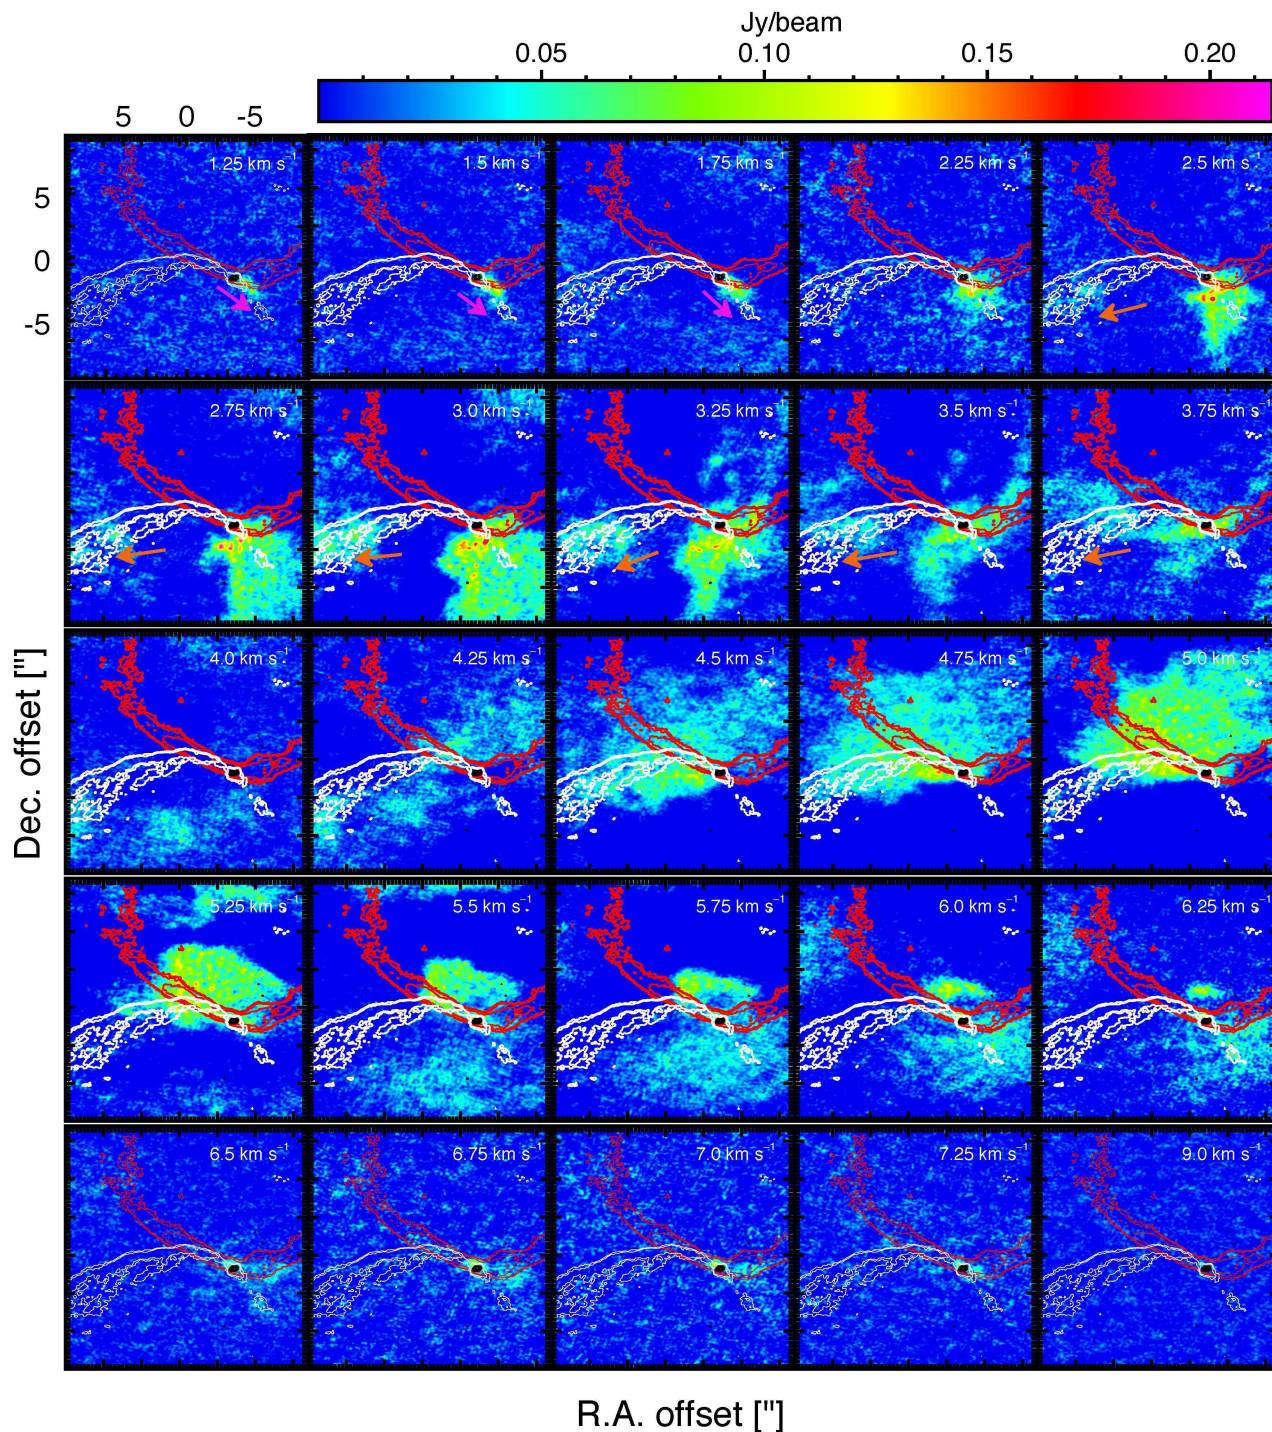 Jy/beam
0.05 0.10 0.15 0.20
5 0 -5
1.25 km s⁻¹ 1.5 km s⁻¹ 1.75 km s⁻¹ 2.25 km s⁻¹ 2.5 km s⁻¹
5
0
-5
2.75 km s⁻¹ 3.0 km s⁻¹ 3.25 km s⁻¹ 3.5 km s⁻¹ 3.75 km s⁻¹
4.0 km s⁻¹ 4.25 km s⁻¹ 4.5 km s⁻¹ 4.75 km s⁻¹ 5.0 km s⁻¹
Dec. offset ["]
5.25 km s⁻¹ 5.5 km s⁻¹ 5.75 km s⁻¹ 6.0 km s⁻¹ 6.25 km s⁻¹
6.5 km s⁻¹ 6.75 km s⁻¹ 7.0 km s⁻¹ 7.25 km s⁻¹ 9.0 km s⁻¹
R.A. offset ["]